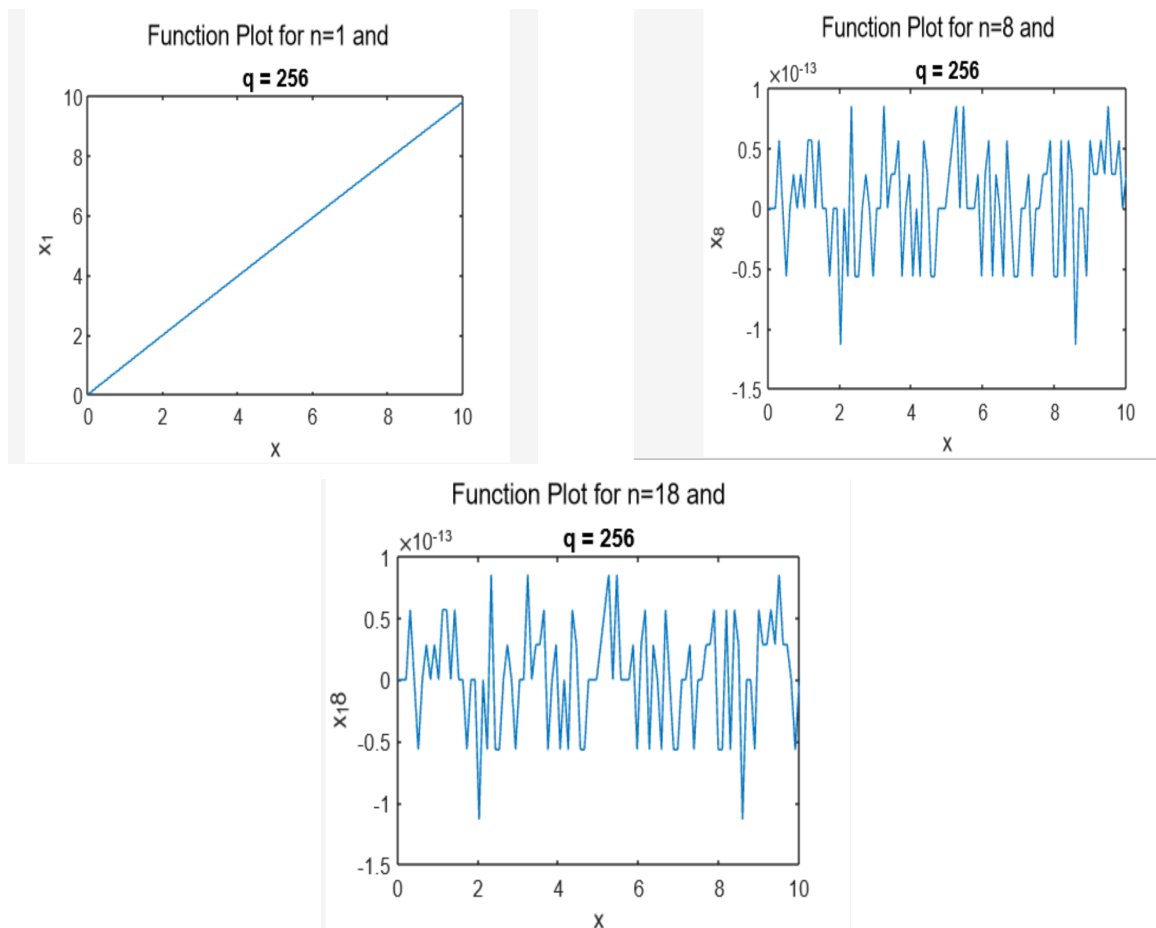 Function Plot for n=1 and
q = 256
10
8
6
4
2
0
x₁
0 2 4 6 8 10
x
Function Plot for n=8 and
q = 256
×10⁻¹³
1
0.5
0
-0.5
-1
-1.5
x₈
0 2 4 6 8 10
x
Function Plot for n=18 and
q = 256
×10⁻¹³
1
0.5
0
-0.5
-1
-1.5
x₁8
0 2 4 6 8 10
x